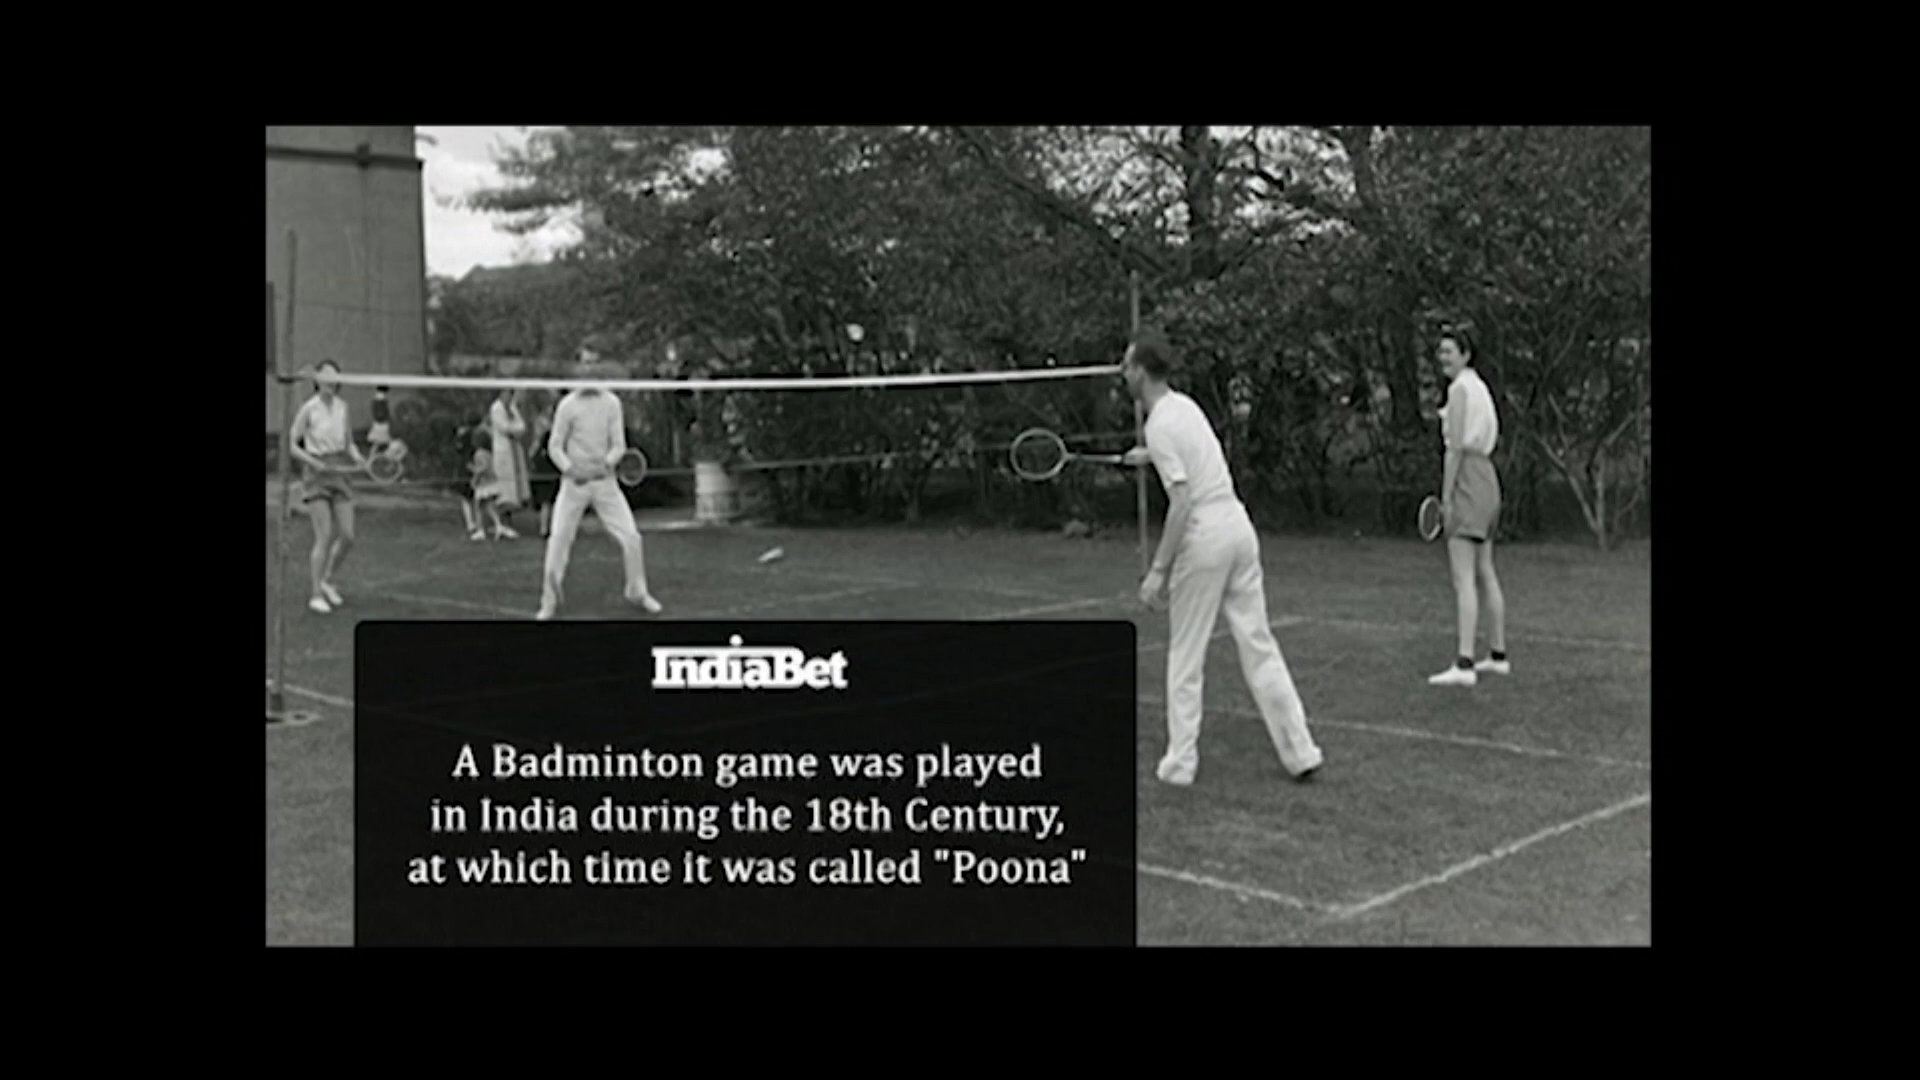 IndiaBet
A Badminton game was played
in India during the 18th Century,
at which time it was called "Poona"